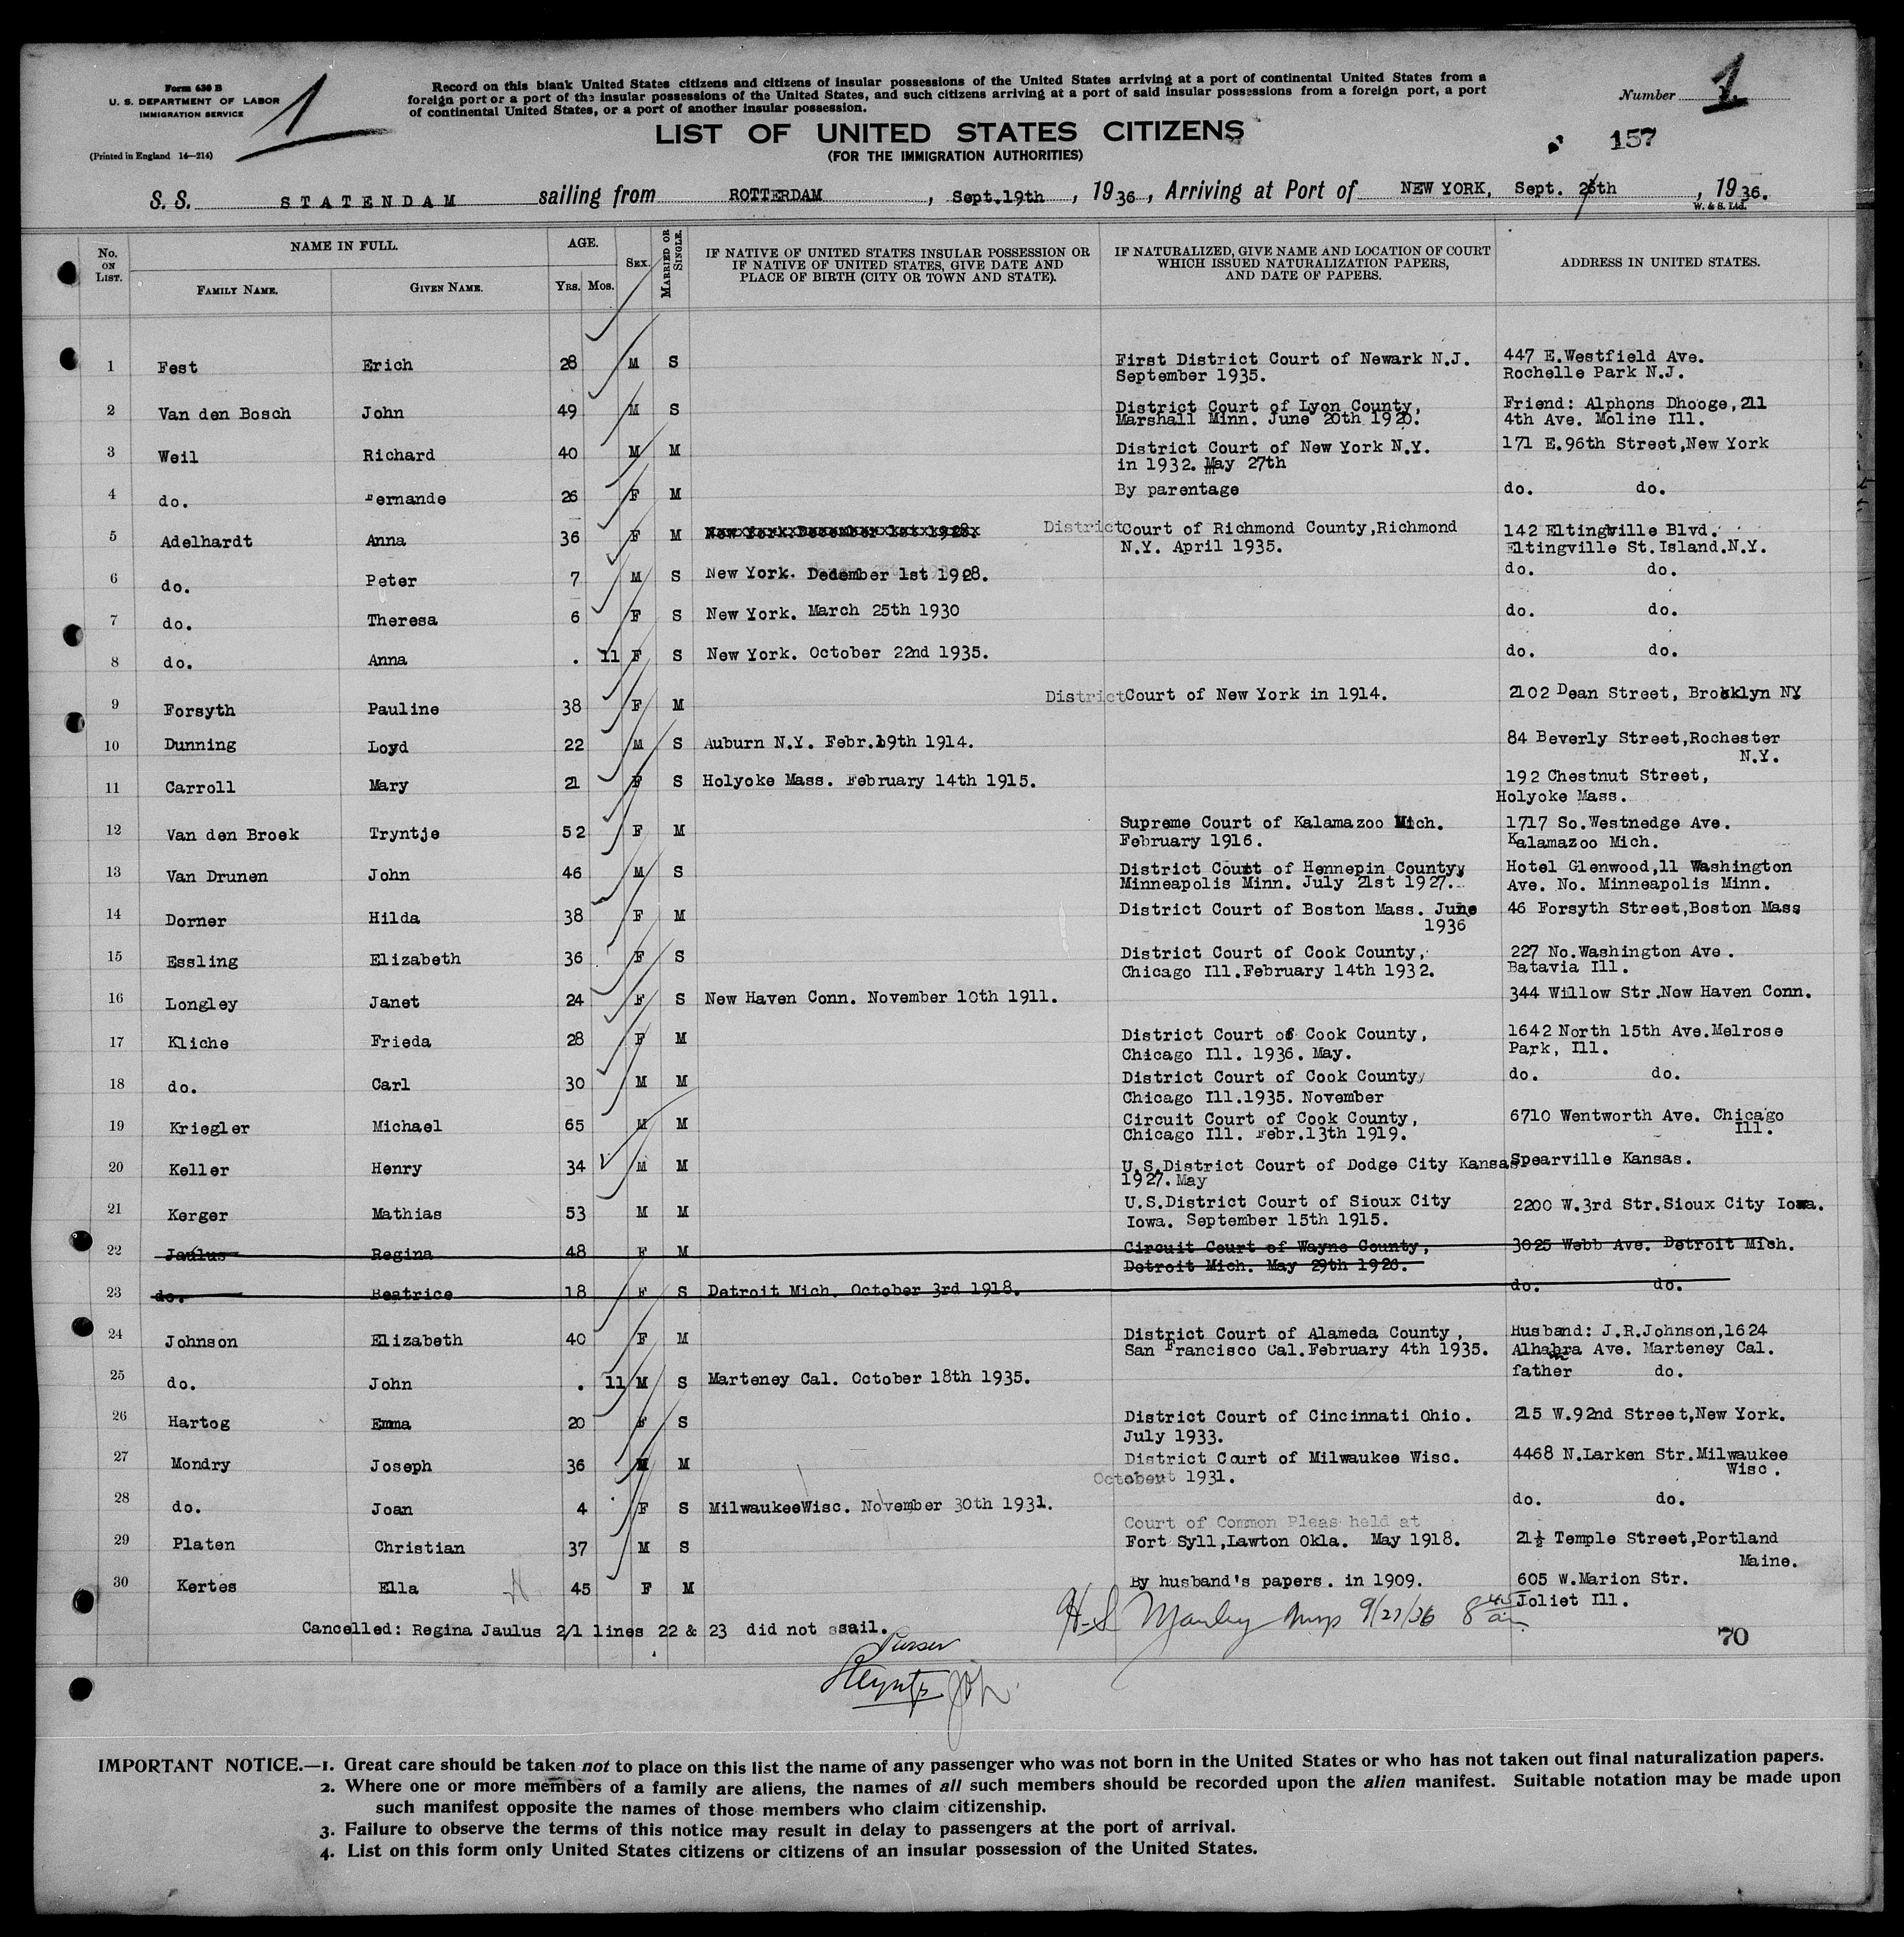 Form 630 B
U. S. DEPARTMENT OF LABOR
IMMIGRATION SERVICE
(Printed in England 14—214)
1
Record on this blank United States citizens and citizens of insular possessions of the United States arriving at a port of continental United States from a
foreign port or a port of the insular possessions of the United States, and such citizens arriving at a port of said insular possessions from a foreign port, a port
of continental United States, or a port of another insular possession.
Number 1
LIST OF UNITED STATES CITIZENS
(FOR THE IMMIGRATION AUTHORITIES)
157
S. S. STATENDAM sailing from ROTTERDAM, Sept.19th, 1936, Arriving at Port of NEW YORK, Sept. 26th, 1936.
W. & S. Ltd.
No. ON LIST. NAME IN FULL. FAMILY NAME. GIVEN NAME. AGE. YRS. MOS. SEX. MARRIED OR SINGLE. IF NATIVE OF UNITED STATES INSULAR POSSESSION OR IF NATIVE OF UNITED STATES, GIVE DATE AND PLACE OF BIRTH (CITY OR TOWN AND STATE). IF NATURALIZED, GIVE NAME AND LOCATION OF COURT WHICH ISSUED NATURALIZATION PAPERS, AND DATE OF PAPERS. ADDRESS IN UNITED STATES.
1 Fest Erich 28 M S First District Court of Newark N.J. 447 E.Westfield Ave.
September 1935. Rochelle Park N.J.
2 Van den Bosch John 49 M S District Court of Lyon County, Friend: Alphons Dhooge,211
Marshall Minn. June 20th 1920. 4th Ave. Moline Ill.
3 Weil Richard 40 M M District Court of New York N.Y. 171 E.96th Street,New York
in 1932. May 27th
4 do. Fernande 26 F M By parentage do. do.
5 Adelhardt Anna 36 F M New York.December 1st 1928. District Court of Richmond County,Richmond 142 Eltingville Blvd.
N.Y. April 1935. Eltingville St.Island.N.Y.
6 do. Peter 7 M S New York. December 1st 1928. do. do.
7 do. Theresa 6 F S New York. March 25th 1930 do. do.
8 do. Anna . 11 F S New York. October 22nd 1935. do. do.
9 Forsyth Pauline 38 F M District Court of New York in 1914. 2102 Dean Street, Brooklyn NY
10 Dunning Loyd 22 M S Auburn N.Y. Febr.19th 1914. 84 Beverly Street,Rochester
N.Y.
11 Carroll Mary 21 F S Holyoke Mass. February 14th 1915. 192 Chestnut Street,
Holyoke Mass.
12 Van den Broek Tryntje 52 F M Supreme Court of Kalamazoo Mich. 1717 So.Westnedge Ave.
February 1916. Kalamazoo Mich.
13 Van Drunen John 46 M S District Court of Hennepin County, Hotel Glenwood,11 Washington
Minneapolis Minn. July 21st 1927. Ave. No. Minneapolis Minn.
14 Dorner Hilda 38 F M District Court of Boston Mass. June 46 Forsyth Street,Boston Mass
1936
15 Essling Elizabeth 36 F S District Court of Cook County, 227 No.Washington Ave.
Chicago Ill.February 14th 1932. Batavia Ill.
16 Longley Janet 24 F S New Haven Conn. November 10th 1911. 344 Willow Str.New Haven Conn.
17 Kliche Frieda 28 F M District Court of Cook County, 1642 North 15th Ave.Melrose
Chicago Ill. 1936. May. Park, Ill.
18 do. Carl 30 M M District Court of Cook County, do. do.
Chicago Ill.1935. November
19 Kriegler Michael 65 M M Circuit Court of Cook County, 6710 Wentworth Ave. Chicago
Chicago Ill. Febr.13th 1919. Ill.
20 Keller Henry 34 M M U.S.District Court of Dodge City Kansas Spearville Kansas.
1927. May
21 Kerger Mathias 53 M M U.S.District Court of Sioux City 2200 W.3rd Str.Sioux City Iowa.
Iowa. September 15th 1915.
22 Jaulus Regina 48 F M Circuit Court of Wayne County, 3025 Webb Ave. Detroit Mich.
Detroit Mich. May 29th 1926.
23 do. Beatrice 18 F S Detroit Mich. October 3rd 1918. do. do.
24 Johnson Elizabeth 40 F M District Court of Alameda County, Husband: J.R.Johnson,1624
San Francisco Cal.February 4th 1935. Alhabra Ave. Marteney Cal.
25 do. John . 11 M S Marteney Cal. October 18th 1935. father do.
26 Hartog Emma 20 F S District Court of Cincinnati Ohio. 215 W.92nd Street,New York.
July 1933.
27 Mondry Joseph 36 M M District Court of Milwaukee Wisc. 4468 N.Larken Str.Milwaukee
October 1931. Wisc.
28 do. Joan 4 F S MilwaukeeWisc. November 30th 1931. do. do.
Court of Common Pleas held at
29 Platen Christian 37 M S Fort Syll,Lawton Okla. May 1918. 21½ Temple Street,Portland
Maine.
30 Kertes Ella 45 F M By husband's papers. in 1909. 605 W.Marion Str.
Joliet Ill.
H-S Manley 9/27/36 8 45
Cancelled: Regina Jaulus 2/1 lines 22 & 23 did not sail.
Purser
70
IMPORTANT NOTICE.—1. Great care should be taken not to place on this list the name of any passenger who was not born in the United States or who has not taken out final naturalization papers.
2. Where one or more members of a family are aliens, the names of all such members should be recorded upon the alien manifest. Suitable notation may be made upon
such manifest opposite the names of those members who claim citizenship.
3. Failure to observe the terms of this notice may result in delay to passengers at the port of arrival.
4. List on this form only United States citizens or citizens of an insular possession of the United States.